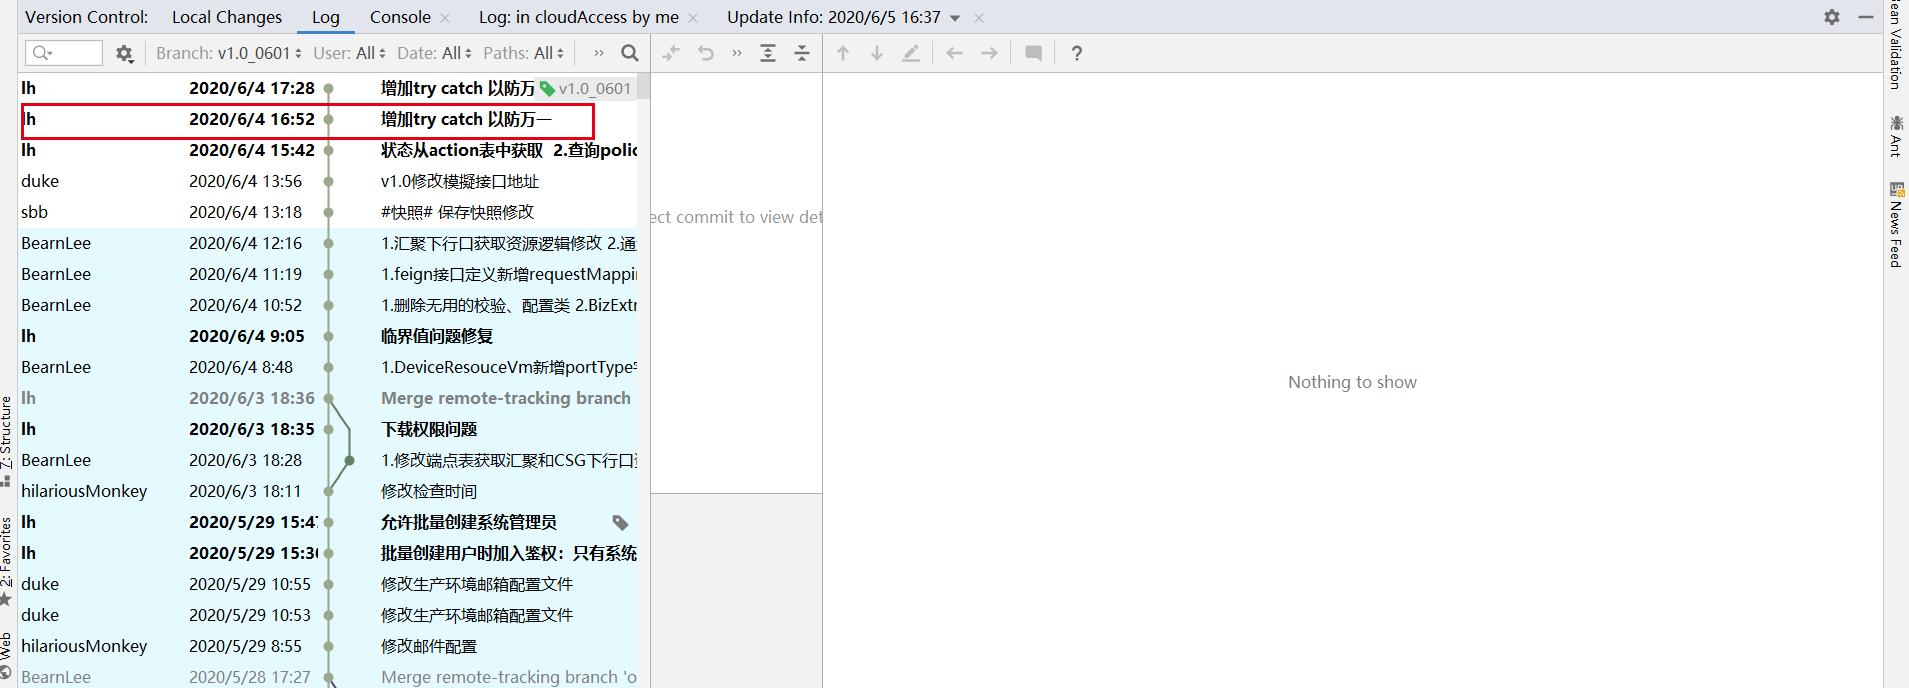 Version Control: Local Changes Log Console Log: in cloudAccess by me Update Info: 2020/6/5 16:37
Branch: v1.0_0601 User: All Date: All Paths: All
lh 2020/6/4 17:28 增加try catch 以防万 v1.0_0601
lh 2020/6/4 16:52 增加try catch 以防万一
lh 2020/6/4 15:42 状态从action表中获取 2.查询polic
duke 2020/6/4 13:56 v1.0修改模擬接口地址
sbb 2020/6/4 13:18 #快照# 保存快照修改
BearnLee 2020/6/4 12:16 1.汇聚下行口获取资源逻辑修改 2.通
BearnLee 2020/6/4 11:19 1.feign接口定义新增requestMappi
BearnLee 2020/6/4 10:52 1.删除无用的校验、配置类 2.BizExtr
lh 2020/6/4 9:05 临界值问题修复
BearnLee 2020/6/4 8:48 1.DeviceResouceVm新增portType
lh 2020/6/3 18:36 Merge remote-tracking branch
lh 2020/6/3 18:35 下载权限问题
BearnLee 2020/6/3 18:28 1.修改端点表获取汇聚和CSG下行口
hilariousMonkey 2020/6/3 18:11 修改检查时间
lh 2020/5/29 15:47 允许批量创建系统管理员
lh 2020/5/29 15:3 批量创建用户时加入鉴权：只有系统
duke 2020/5/29 10:55 修改生产环境邮箱配置文件
duke 2020/5/29 10:53 修改生产环境邮箱配置文件
hilariousMonkey 2020/5/29 8:55 修改邮件配置
BearnLee 2020/5/28 17:27 Merge remote-tracking branch 'o
ect commit to view det
Nothing to show
7: Structure
2: Favorites
Web
Bean Validation
Ant
News Feed